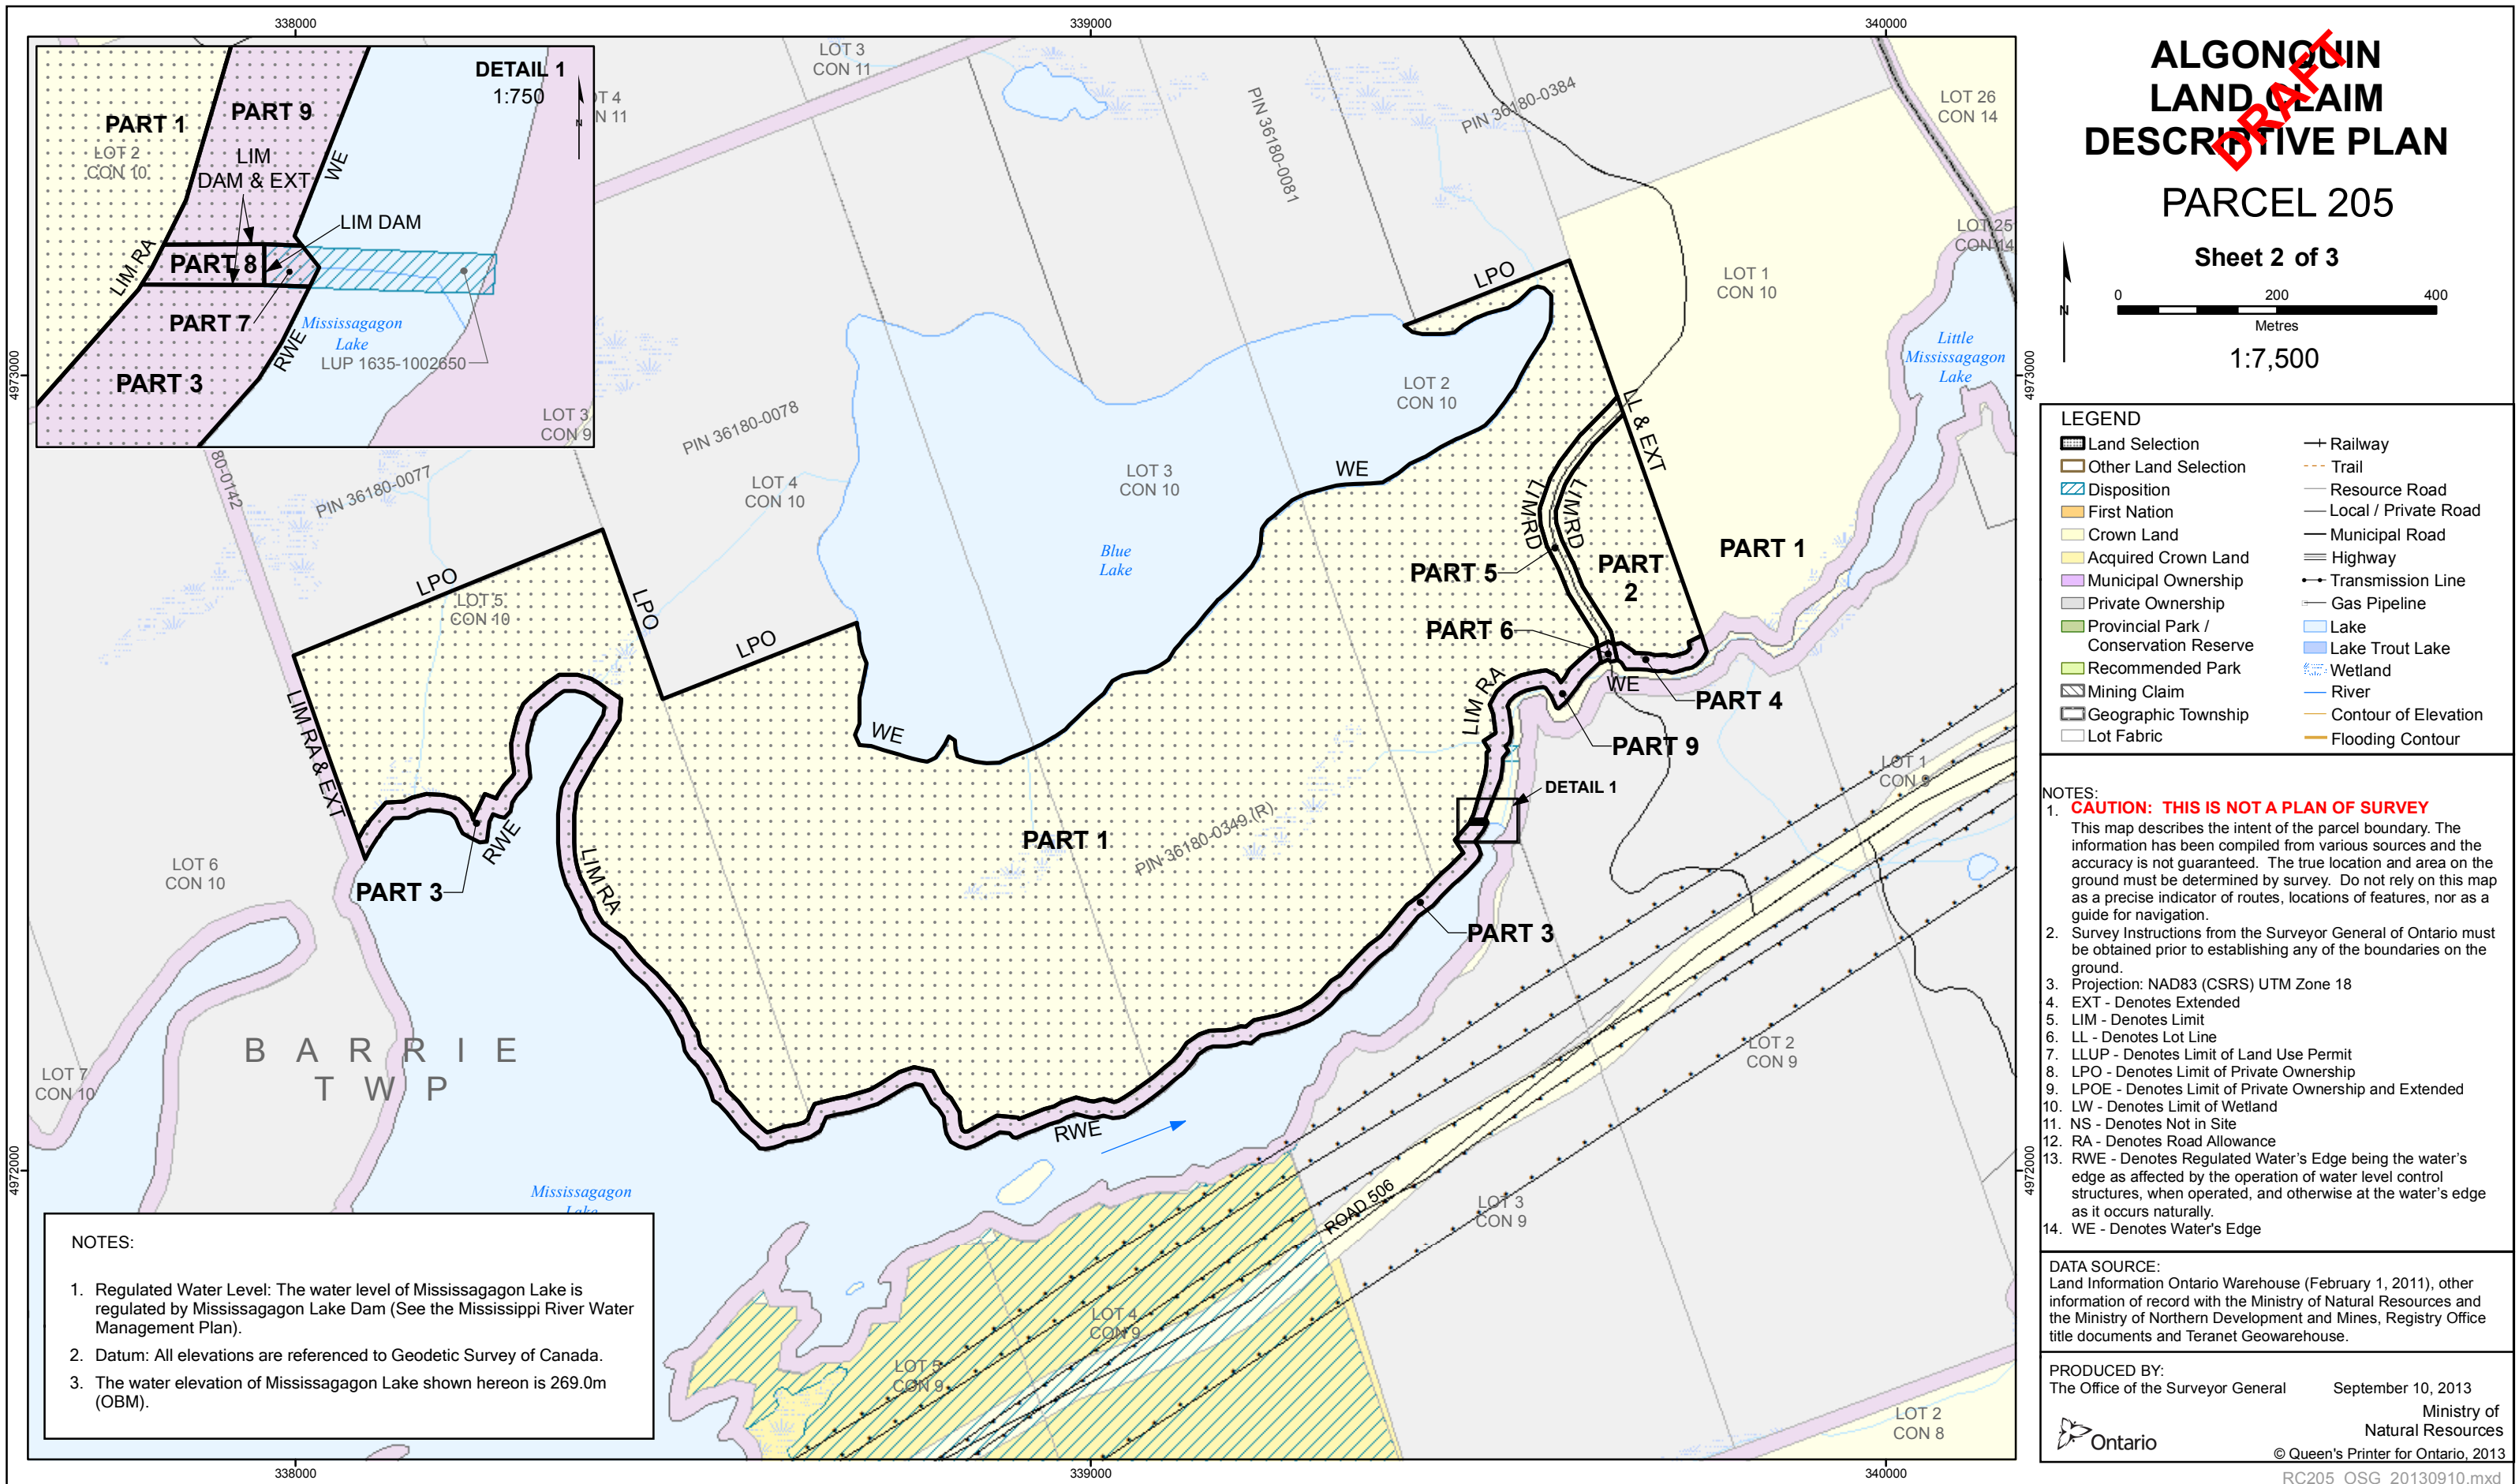 338000
339000
340000
4973000
4972000
4973000
4972000
338000
339000
340000
DETAIL 1
1:750
N
PART 1
LOT 2
CON 10
PART 9
LIM
DAM & EXT
WE
LIM DAM
LIM RA
PART 8
PART 7
Mississagagon
Lake
RWE
LUP 1635-1002650
PART 3
LOT 3
CON 9
OT 4
N 11
LOT 3
CON 11
PIN 36180-0081
PIN 36180-0384
LOT 26
CON 14
LOT 25
CON 14
LPO
LOT 1
CON 10
Little
Mississagagon
Lake
LOT 2
CON 10
LL & EXT
PIN 36180-0078
80-0142
PIN 36180-0077
LOT 4
CON 10
LOT 3
CON 10
WE
LIMRD
LIMRD
PART 1
Blue
Lake
PART 5
PART
2
LPO
LOT 5
CON 10
LPO
LPO
PART 6
LIM RA
WE
PART 4
LIM RA & EXT
WE
PART 9
LOT 1
CON 9
DETAIL 1
RWE
PART 1
PIN 36180-0349 (R)
LOT 6
CON 10
PART 3
LIM RA
PART 3
BARRIE
TWP
LOT 7
CON 10
LOT 2
CON 9
RWE
Mississagagon
Lake
ROAD 506
LOT 3
CON 9
LOT 4
CON 9
LOT 5
CON 9
LOT 2
CON 8
NOTES:
1. Regulated Water Level: The water level of Mississagagon Lake is
regulated by Mississagagon Lake Dam (See the Mississippi River Water
Management Plan).
2. Datum: All elevations are referenced to Geodetic Survey of Canada.
3. The water elevation of Mississagagon Lake shown hereon is 269.0m
(OBM).
ALGONQUIN
LAND CLAIM
DESCRIPTIVE PLAN
DRAFT
PARCEL 205
Sheet 2 of 3
N
0 200 400
Metres
1:7,500
LEGEND
Land Selection
Other Land Selection
Disposition
First Nation
Crown Land
Acquired Crown Land
Municipal Ownership
Private Ownership
Provincial Park /
Conservation Reserve
Recommended Park
Mining Claim
Geographic Township
Lot Fabric
Railway
Trail
Resource Road
Local / Private Road
Municipal Road
Highway
Transmission Line
Gas Pipeline
Lake
Lake Trout Lake
Wetland
River
Contour of Elevation
Flooding Contour
NOTES:
1. CAUTION: THIS IS NOT A PLAN OF SURVEY
This map describes the intent of the parcel boundary. The
information has been compiled from various sources and the
accuracy is not guaranteed. The true location and area on the
ground must be determined by survey. Do not rely on this map
as a precise indicator of routes, locations of features, nor as a
guide for navigation.
2. Survey Instructions from the Surveyor General of Ontario must
be obtained prior to establishing any of the boundaries on the
ground.
3. Projection: NAD83 (CSRS) UTM Zone 18
4. EXT - Denotes Extended
5. LIM - Denotes Limit
6. LL - Denotes Lot Line
7. LLUP - Denotes Limit of Land Use Permit
8. LPO - Denotes Limit of Private Ownership
9. LPOE - Denotes Limit of Private Ownership and Extended
10. LW - Denotes Limit of Wetland
11. NS - Denotes Not in Site
12. RA - Denotes Road Allowance
13. RWE - Denotes Regulated Water's Edge being the water's
edge as affected by the operation of water level control
structures, when operated, and otherwise at the water's edge
as it occurs naturally.
14. WE - Denotes Water's Edge
DATA SOURCE:
Land Information Ontario Warehouse (February 1, 2011), other
information of record with the Ministry of Natural Resources and
the Ministry of Northern Development and Mines, Registry Office
title documents and Teranet Geowarehouse.
PRODUCED BY:
The Office of the Surveyor General September 10, 2013
Ministry of
Natural Resources
Ontario
© Queen's Printer for Ontario, 2013
RC205_OSG_20130910.mxd